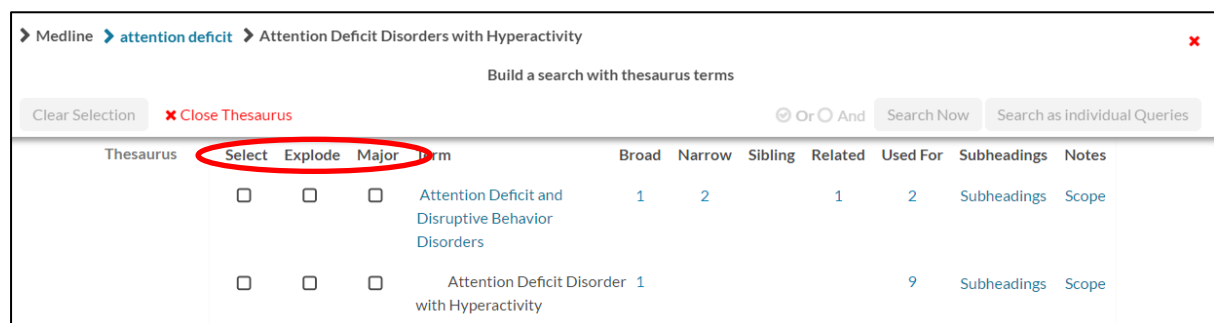 Medline attention deficit Attention Deficit Disorders with Hyperactivity
Build a search with thesaurus terms
Clear Selection Close Thesaurus Or And Search Now Search as individual Queries
Thesaurus Select Explode Major Term Broad Narrow Sibling Related Used For Subheadings Notes
Attention Deficit and 1 2 1 2 Subheadings Scope
Disruptive Behavior
Disorders
Attention Deficit Disorder 1 9 Subheadings Scope
with Hyperactivity